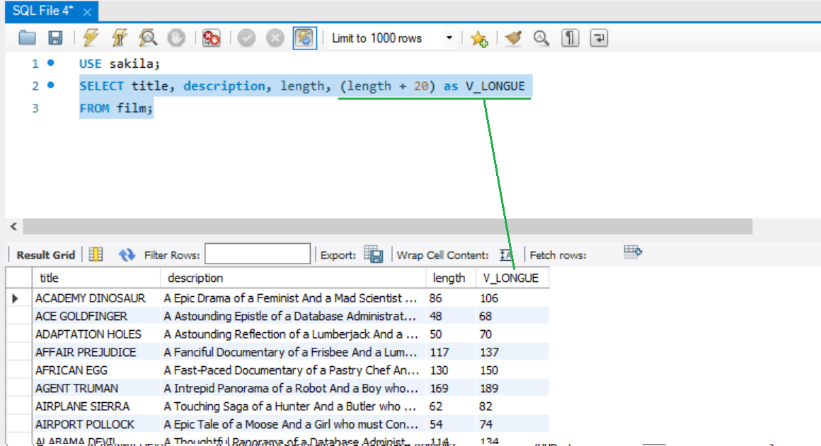 SQL File 4*
Limit to 1000 rows
1 USE sakila;
2 SELECT title, description, length, (length + 20) as V_LONGUE
3 FROM film;
Result Grid Filter Rows: Export: Wrap Cell Content: Fetch rows:
title description length V_LONGUE
ACADEMY DINOSAUR A Epic Drama of a Feminist And a Mad Scientist ... 86 106
ACE GOLDFINGER A Astounding Epistle of a Database Administrat... 48 68
ADAPTATION HOLES A Astounding Reflection of a Lumberjack And a ... 50 70
AFFAIR PREJUDICE A Fanciful Documentary of a Frisbee And a Lum... 117 137
AFRICAN EGG A Fast-Paced Documentary of a Pastry Chef An... 130 150
AGENT TRUMAN A Intrepid Panorama of a Robot And a Boy who... 169 189
AIRPLANE SIERRA A Touching Saga of a Hunter And a Butler who ... 62 82
AIRPORT POLLOCK A Epic Tale of a Moose And a Girl who must Con... 54 74
ALABAMA DEVIL A Thoughtful Panorama of a Database Administ... 114 134